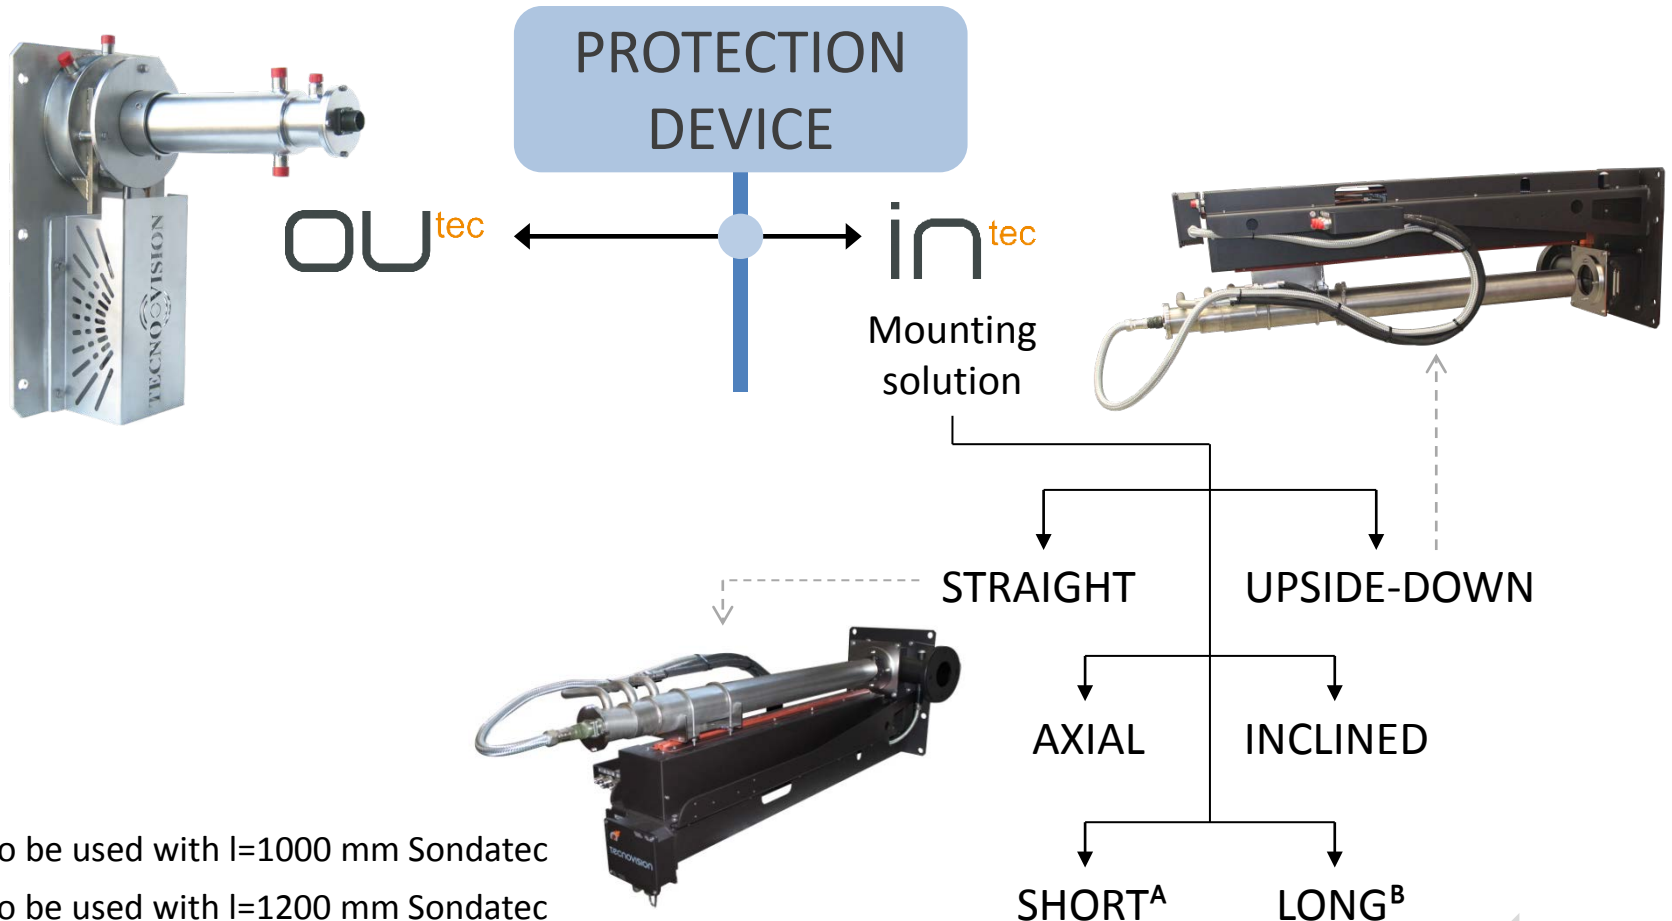 PROTECTION
DEVICE
TECNOVISION
outec
intec
Mounting
solution
STRAIGHT
UPSIDE-DOWN
AXIAL
INCLINED
TECNOVISION
o be used with l=1000 mm Sondatec
o be used with l=1200 mm Sondatec
SHORTᴬ
LONGᴮ